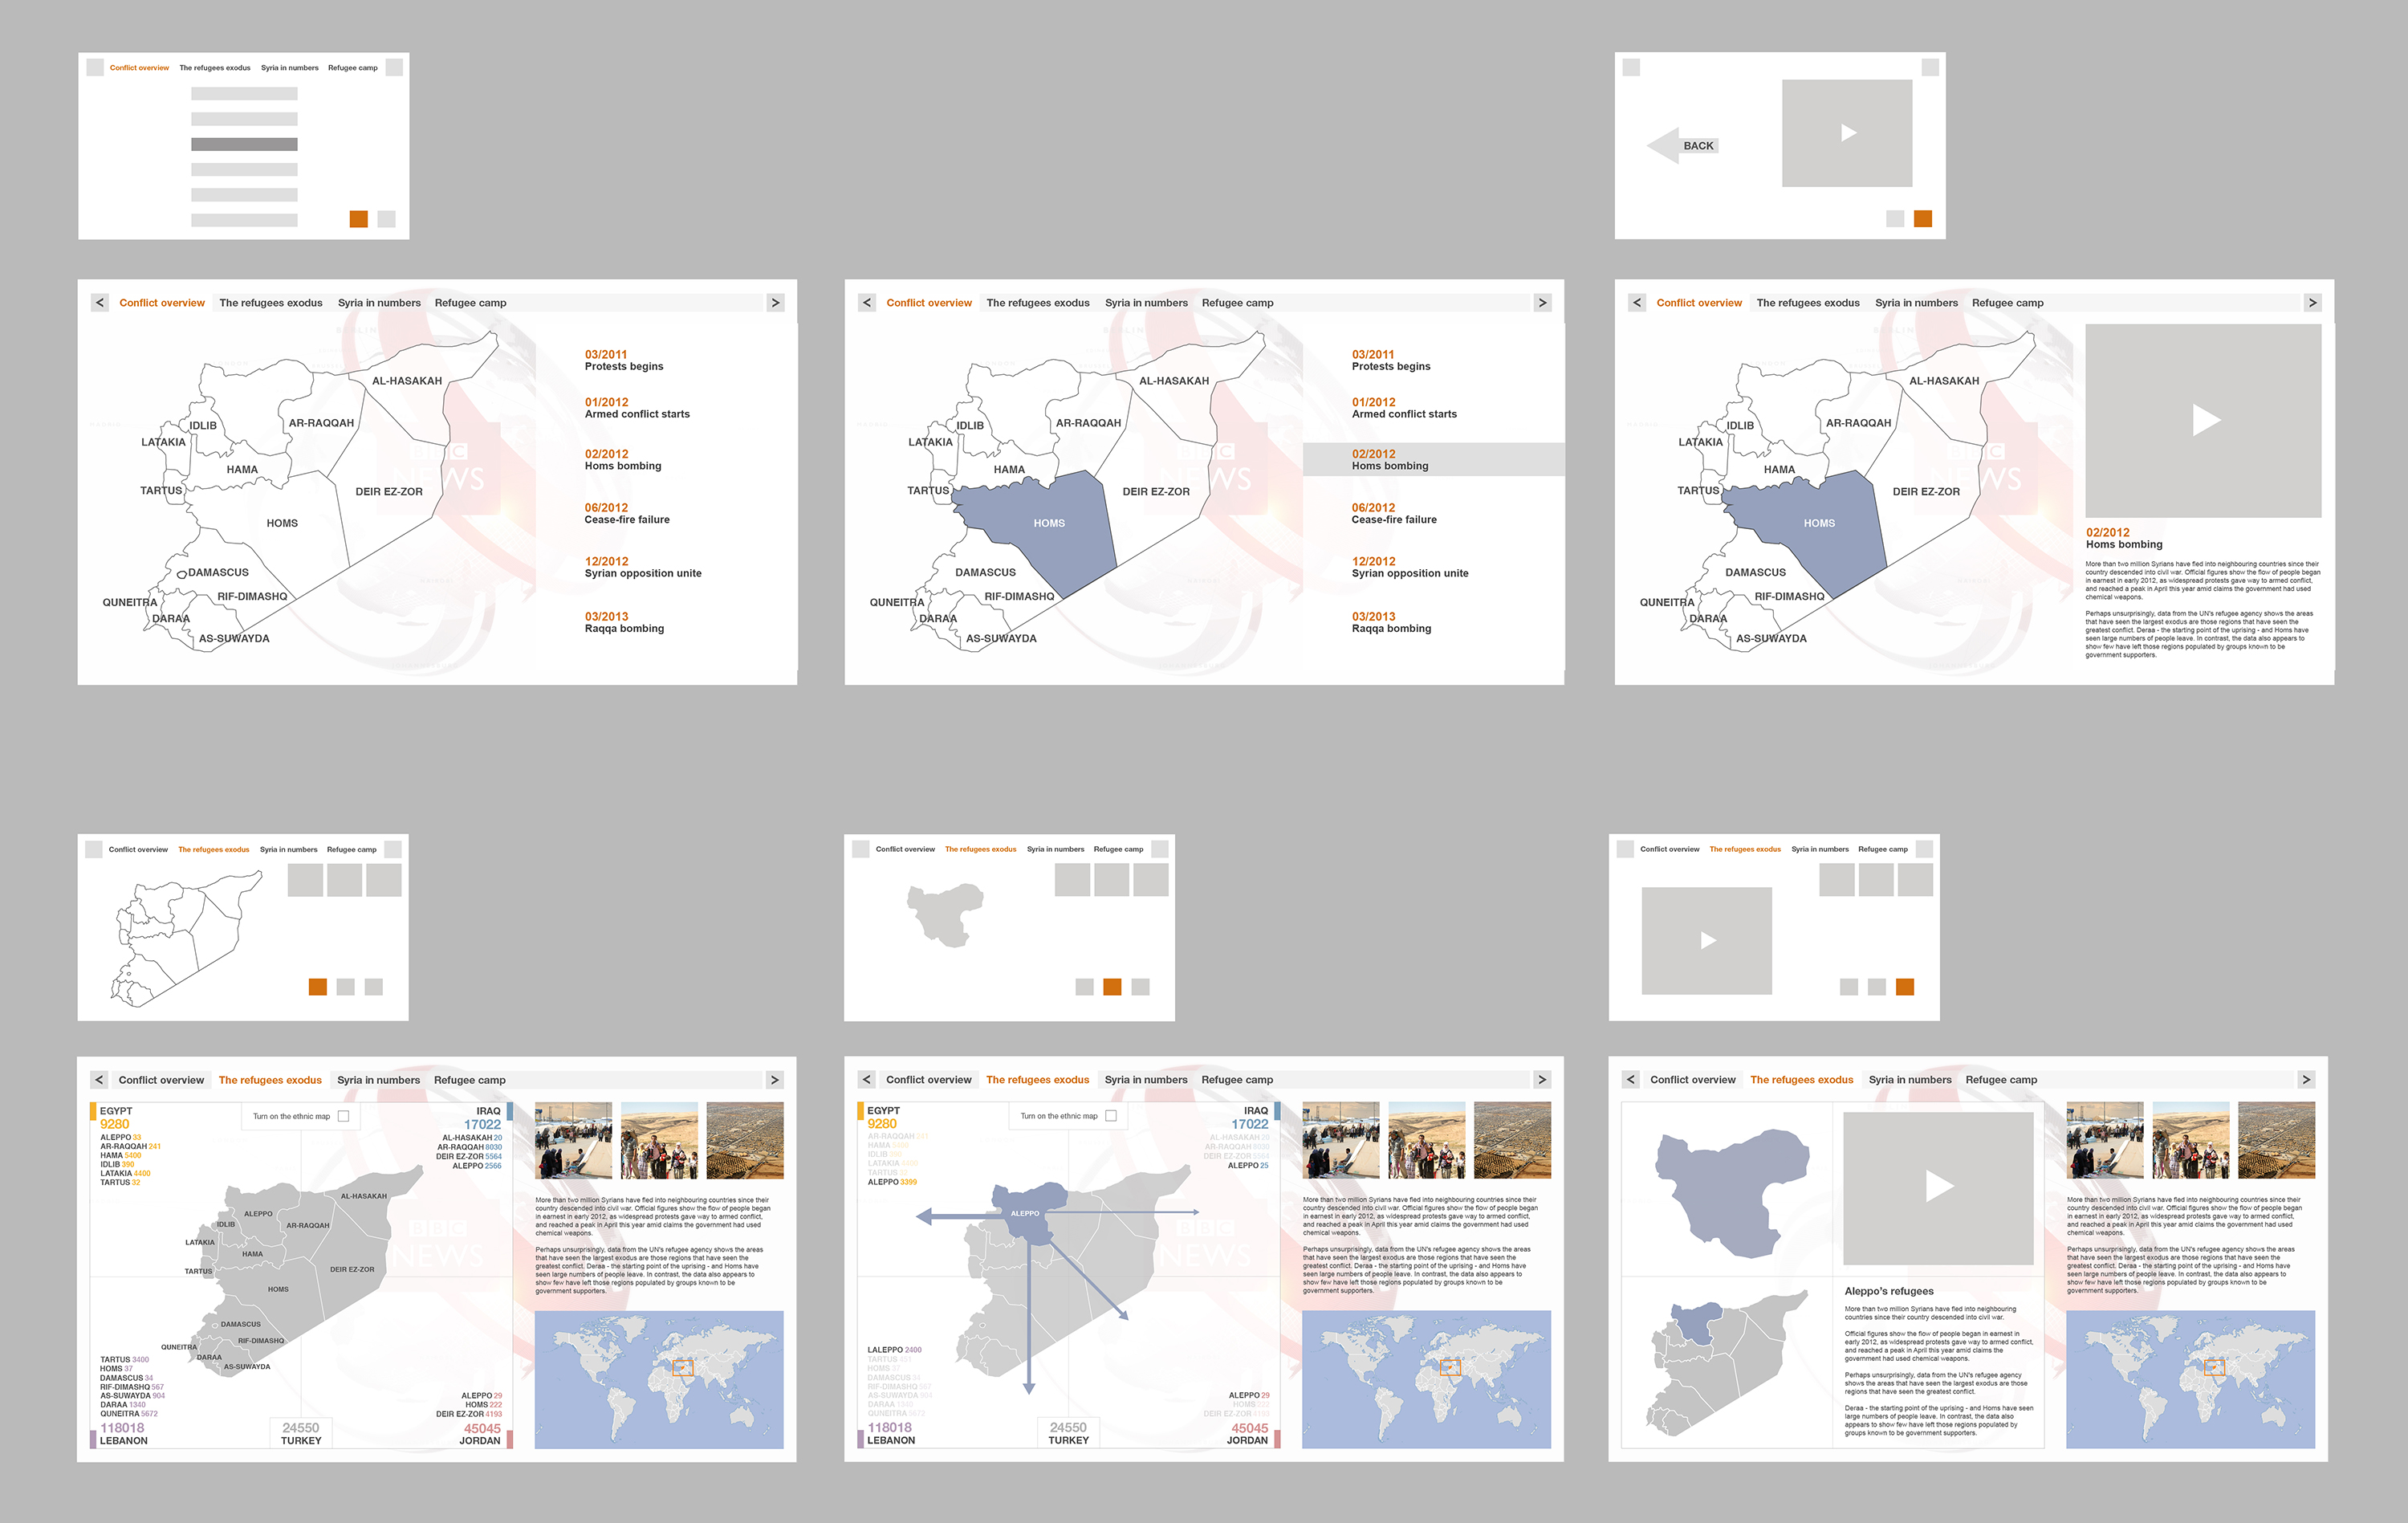 Conflict overview The refugees exodus Syria in numbers Refugee camp
BACK
< Conflict overview The refugees exodus Syria in numbers Refugee camp >
AL-HASAKAH
AR-RAQQAH
IDLIB
LATAKIA
HAMA
TARTUS
DEIR EZ-ZOR
HOMS
DAMASCUS
RIF-DIMASHQ
QUNEITRA
DARAA
AS-SUWAYDA
BBC
NEWS
03/2011
Protests begins
01/2012
Armed conflict starts
02/2012
Homs bombing
06/2012
Cease-fire failure
12/2012
Syrian opposition unite
03/2013
Raqqa bombing
< Conflict overview The refugees exodus Syria in numbers Refugee camp >
AL-HASAKAH
AR-RAQQAH
IDLIB
LATAKIA
HAMA
TARTUS
DEIR EZ-ZOR
HOMS
DAMASCUS
RIF-DIMASHQ
QUNEITRA
DARAA
AS-SUWAYDA
03/2011
Protests begins
01/2012
Armed conflict starts
02/2012
Homs bombing
06/2012
Cease-fire failure
12/2012
Syrian opposition unite
03/2013
Raqqa bombing
< Conflict overview The refugees exodus Syria in numbers Refugee camp >
AL-HASAKAH
AR-RAQQAH
IDLIB
LATAKIA
HAMA
TARTUS
DEIR EZ-ZOR
HOMS
DAMASCUS
RIF-DIMASHQ
QUNEITRA
DARAA
AS-SUWAYDA
02/2012
Homs bombing
More than two million Syrians have fled into neighbouring countries since their
country descended into civil war. Official figures show the flow of people began
in earnest in early 2012, as widespread protests gave way to armed conflict,
and reached a peak in April this year amid claims the government had used
chemical weapons.
Perhaps unsurprisingly, data from the UN's refugee agency shows the areas
that have seen the largest exodus are those regions that have seen the
greatest conflict. Deraa - the starting point of the uprising - and Homs have
seen large numbers of people leave. In contrast, the data also appears to
show few have left those regions populated by groups known to be
government supporters.
Conflict overview The refugees exodus Syria in numbers Refugee camp
Conflict overview The refugees exodus Syria in numbers Refugee camp
Conflict overview The refugees exodus Syria in numbers Refugee camp
< Conflict overview The refugees exodus Syria in numbers Refugee camp >
EGYPT
9280
ALEPPO 33
AR-RAQQAH 241
HAMA 5400
IDLIB 390
LATAKIA 4400
TARTUS 32
Turn on the ethnic map
IRAQ
17022
AL-HASAKAH 20
AR-RAQQAH 8030
DEIR EZ-ZOR 5564
ALEPPO 2566
AL-HASAKAH
ALEPPO
AR-RAQQAH
IDLIB
LATAKIA
HAMA
TARTUS
DEIR EZ-ZOR
HOMS
DAMASCUS
RIF-DIMASHQ
QUNEITRA
DARAA
AS-SUWAYDA
BBC
NEWS
TARTUS 3400
HOMS 37
DAMASCUS 34
RIF-DIMASHQ 567
AS-SUWAYDA 904
DARAA 1340
QUNEITRA 5672
118018
LEBANON
24550
TURKEY
ALEPPO 29
HOMS 222
DEIR EZ-ZOR 4193
45045
JORDAN
More than two million Syrians have fled into neighbouring countries since their
country descended into civil war. Official figures show the flow of people began
in earnest in early 2012, as widespread protests gave way to armed conflict,
and reached a peak in April this year amid claims the government had used
chemical weapons.
Perhaps unsurprisingly, data from the UN's refugee agency shows the areas
that have seen the largest exodus are those regions that have seen the
greatest conflict. Deraa - the starting point of the uprising - and Homs have
seen large numbers of people leave. In contrast, the data also appears to
show few have left those regions populated by groups known to be
government supporters.
< Conflict overview The refugees exodus Syria in numbers Refugee camp >
EGYPT
9280
AR-RAQQAH
HAMA
IDLIB
LATAKIA
TARTUS
ALEPPO 3399
Turn on the ethnic map
IRAQ
17022
AL-HASAKAH 20
AR-RAQQAH 8030
DEIR EZ-ZOR 5564
ALEPPO 25
ALEPPO
LALEPPO 2400
TARTUS
HOMS 37
DAMASCUS 34
RIF-DIMASHQ 567
AS-SUWAYDA 904
DARAA 1340
QUNEITRA 5672
118018
LEBANON
24550
TURKEY
ALEPPO 29
HOMS 222
DEIR EZ-ZOR 4193
45045
JORDAN
More than two million Syrians have fled into neighbouring countries since their
country descended into civil war. Official figures show the flow of people began
in earnest in early 2012, as widespread protests gave way to armed conflict,
and reached a peak in April this year amid claims the government had used
chemical weapons.
Perhaps unsurprisingly, data from the UN's refugee agency shows the areas
that have seen the largest exodus are those regions that have seen the
greatest conflict. Deraa - the starting point of the uprising - and Homs have
seen large numbers of people leave. In contrast, the data also appears to
show few have left those regions populated by groups known to be
government supporters.
< Conflict overview The refugees exodus Syria in numbers Refugee camp >
Aleppo's refugees
More than two million Syrians have fled into neighbouring
countries since their country descended into civil war.
Official figures show the flow of people began in earnest in
early 2012, as widespread protests gave way to armed
conflict, and reached a peak in April this year amid claims the
government had used chemical weapons.
Perhaps unsurprisingly, data from the UN's refugee agency
shows the areas that have seen the largest exodus are those
regions that have seen the greatest conflict.
Deraa - the starting point of the uprising - and Homs have seen
large numbers of people leave. In contrast, the data also
appears to show few have left those regions populated by
groups known to be government supporters.
More than two million Syrians have fled into neighbouring countries since their
country descended into civil war. Official figures show the flow of people began
in earnest in early 2012, as widespread protests gave way to armed conflict,
and reached a peak in April this year amid claims the government had used
chemical weapons.
Perhaps unsurprisingly, data from the UN's refugee agency shows the areas
that have seen the largest exodus are those regions that have seen the
greatest conflict. Deraa - the starting point of the uprising - and Homs have
seen large numbers of people leave. In contrast, the data also appears to
show few have left those regions populated by groups known to be
government supporters.